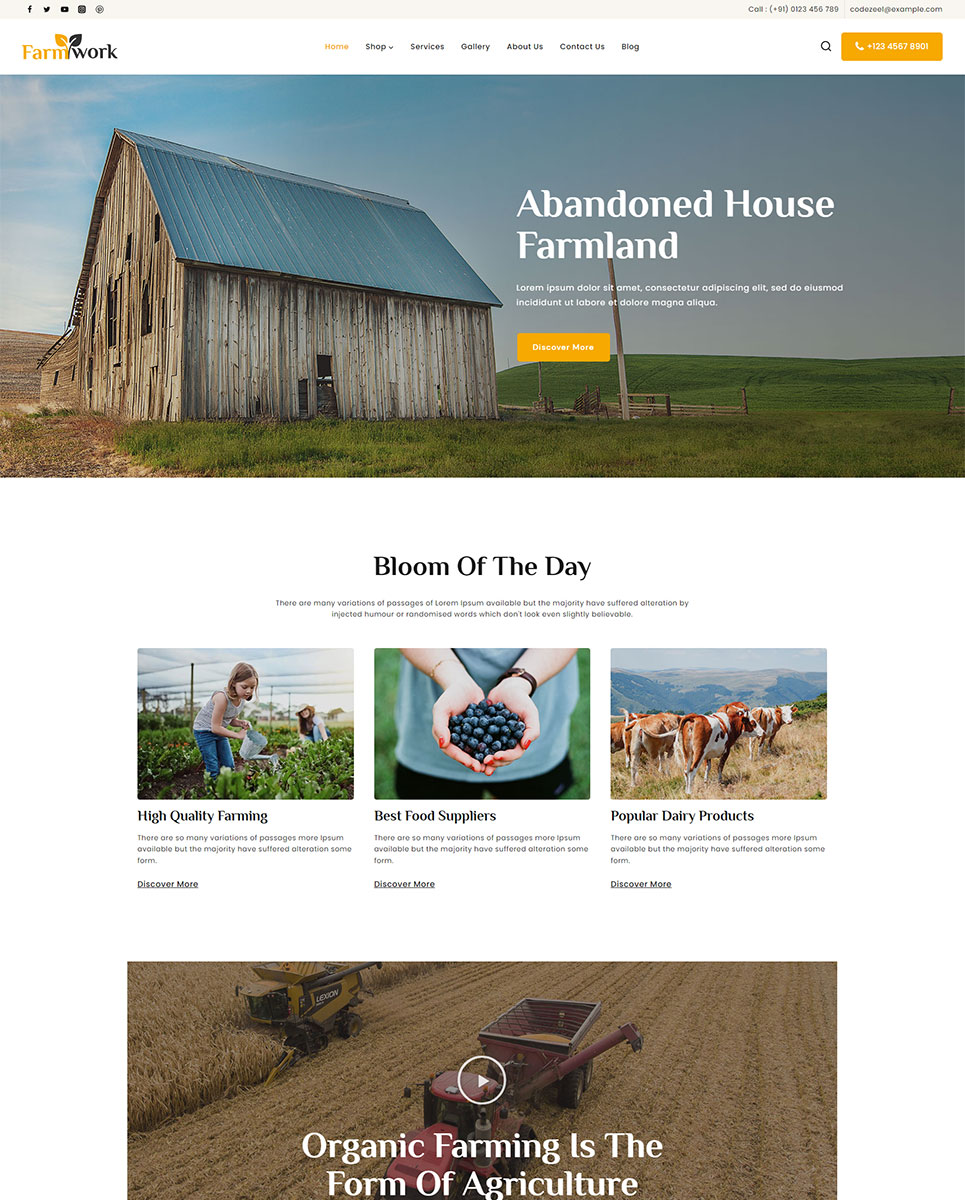 Call : (+91) 0123 456 789 codezeel@example.com
Farm work
Home Shop Services Gallery About Us Contact Us Blog
+123 4567 8901
Abandoned House
Farmland
Lorem ipsum dolor sit amet, consectetur adipiscing elit, sed do eiusmod
incididunt ut labore et dolore magna aliqua.
Discover More
Bloom Of The Day
There are many variations of passages of Lorem Ipsum available but the majority have suffered alteration by
injected humour or randomised words which don't look even slightly believable.
High Quality Farming
There are so many variations of passages more Ipsum
available but the majority have suffered alteration some
form.
Discover More
Best Food Suppliers
There are so many variations of passages more Ipsum
available but the majority have suffered alteration some
form.
Discover More
Popular Dairy Products
There are so many variations of passages more Ipsum
available but the majority have suffered alteration some
form.
Discover More
LEXION
Organic Farming Is The
Form Of Agriculture